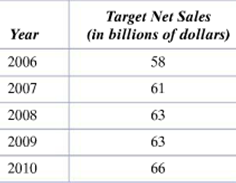 Target Net Sales
Year (in billions of dollars)
2006 58
2007 61
2008 63
2009 63
2010 66